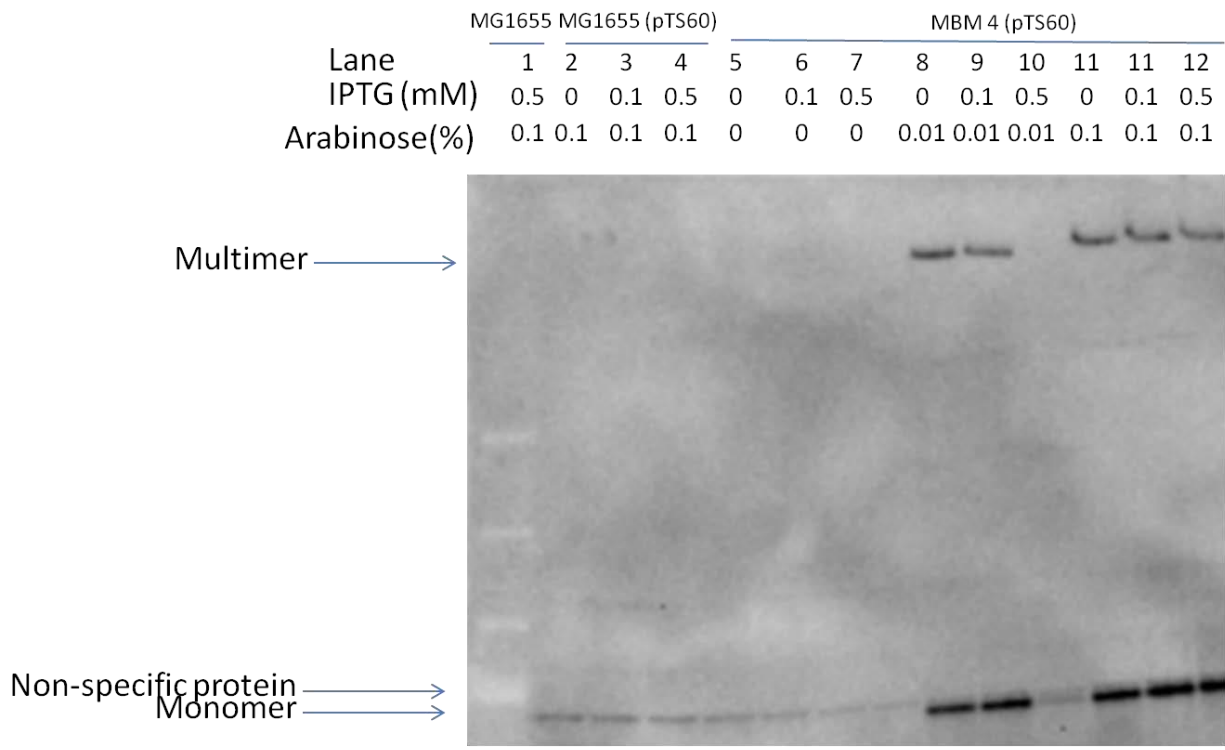 MG1655 MG1655 (pTS60) MBM 4 (pTS60)
Lane 1 2 3 4 5 6 7 8 9 10 11 11 12
IPTG (mM) 0.5 0 0.1 0.5 0 0.1 0.5 0 0.1 0.5 0 0.1 0.5
Arabinose(%) 0.1 0.1 0.1 0.1 0 0 0 0.01 0.01 0.01 0.1 0.1 0.1
Multimer
Non-specific protein
Monomer